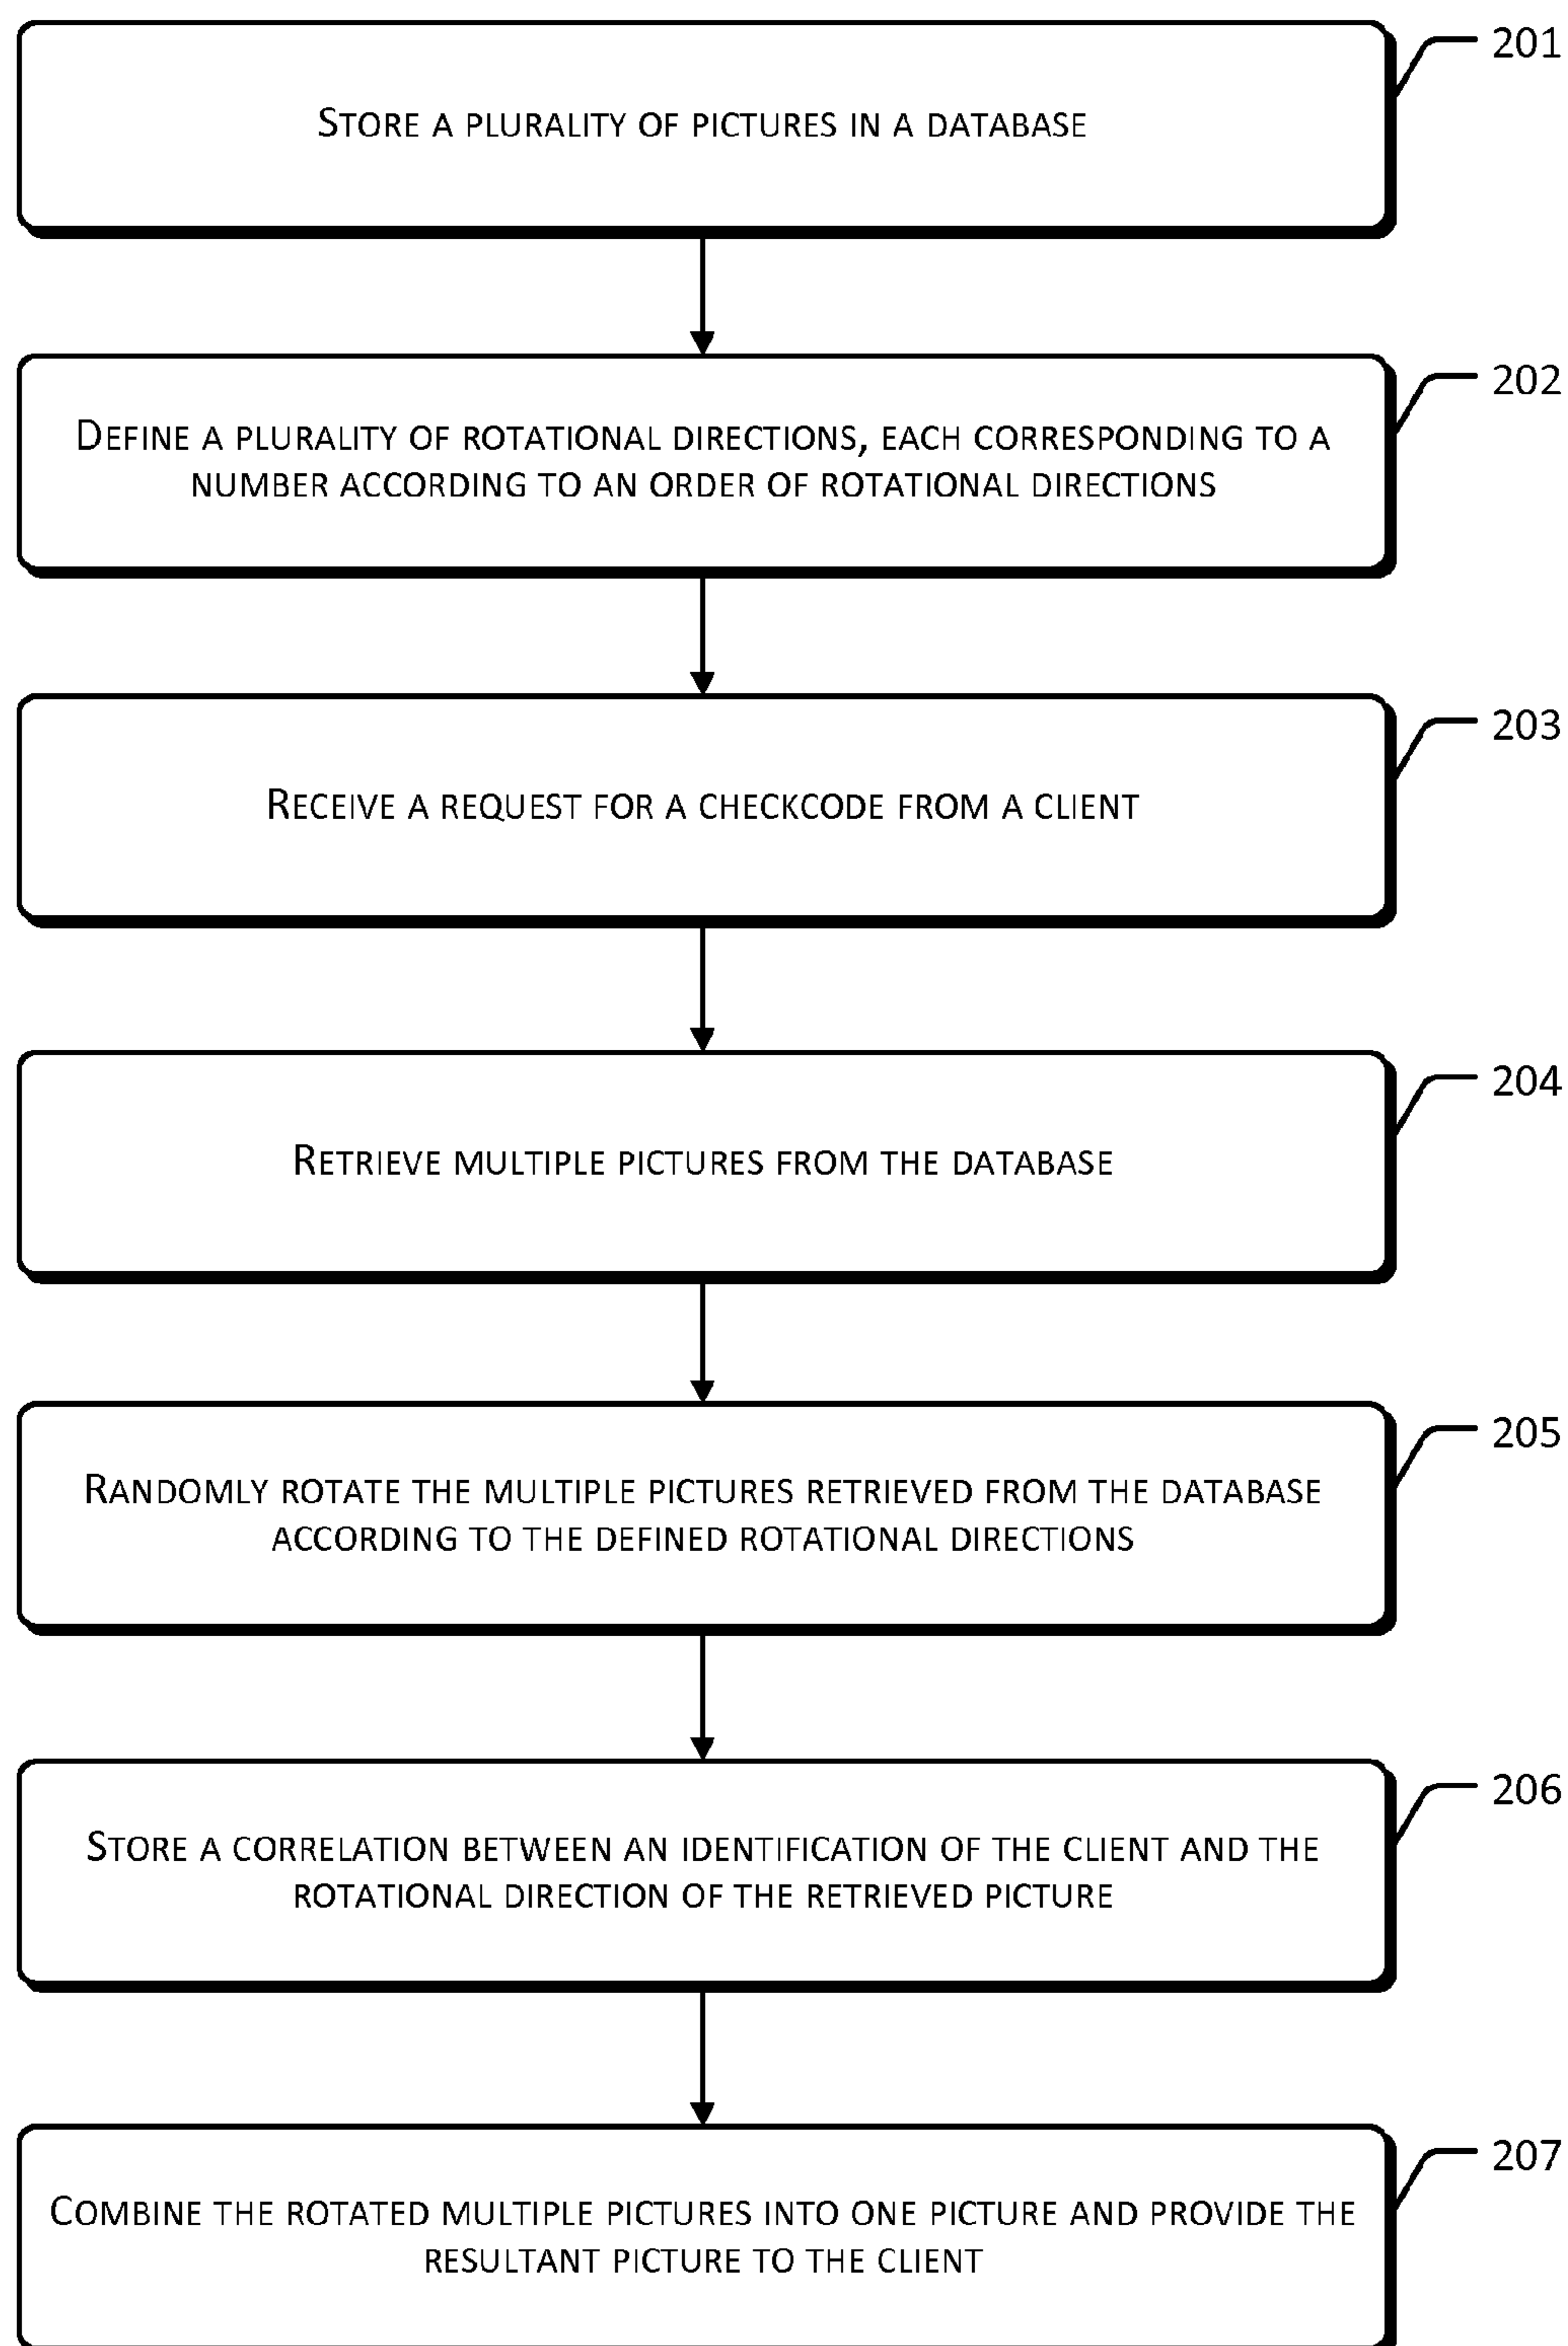 201
STORE A PLURALITY OF PICTURES IN A DATABASE
202
DEFINE A PLURALITY OF ROTATIONAL DIRECTIONS, EACH CORRESPONDING TO A
NUMBER ACCORDING TO AN ORDER OF ROTATIONAL DIRECTIONS
203
RECEIVE A REQUEST FOR A CHECKCODE FROM A CLIENT
204
RETRIEVE MULTIPLE PICTURES FROM THE DATABASE
205
RANDOMLY ROTATE THE MULTIPLE PICTURES RETRIEVED FROM THE DATABASE
ACCORDING TO THE DEFINED ROTATIONAL DIRECTIONS
206
STORE A CORRELATION BETWEEN AN IDENTIFICATION OF THE CLIENT AND THE
ROTATIONAL DIRECTION OF THE RETRIEVED PICTURE
207
COMBINE THE ROTATED MULTIPLE PICTURES INTO ONE PICTURE AND PROVIDE THE
RESULTANT PICTURE TO THE CLIENT